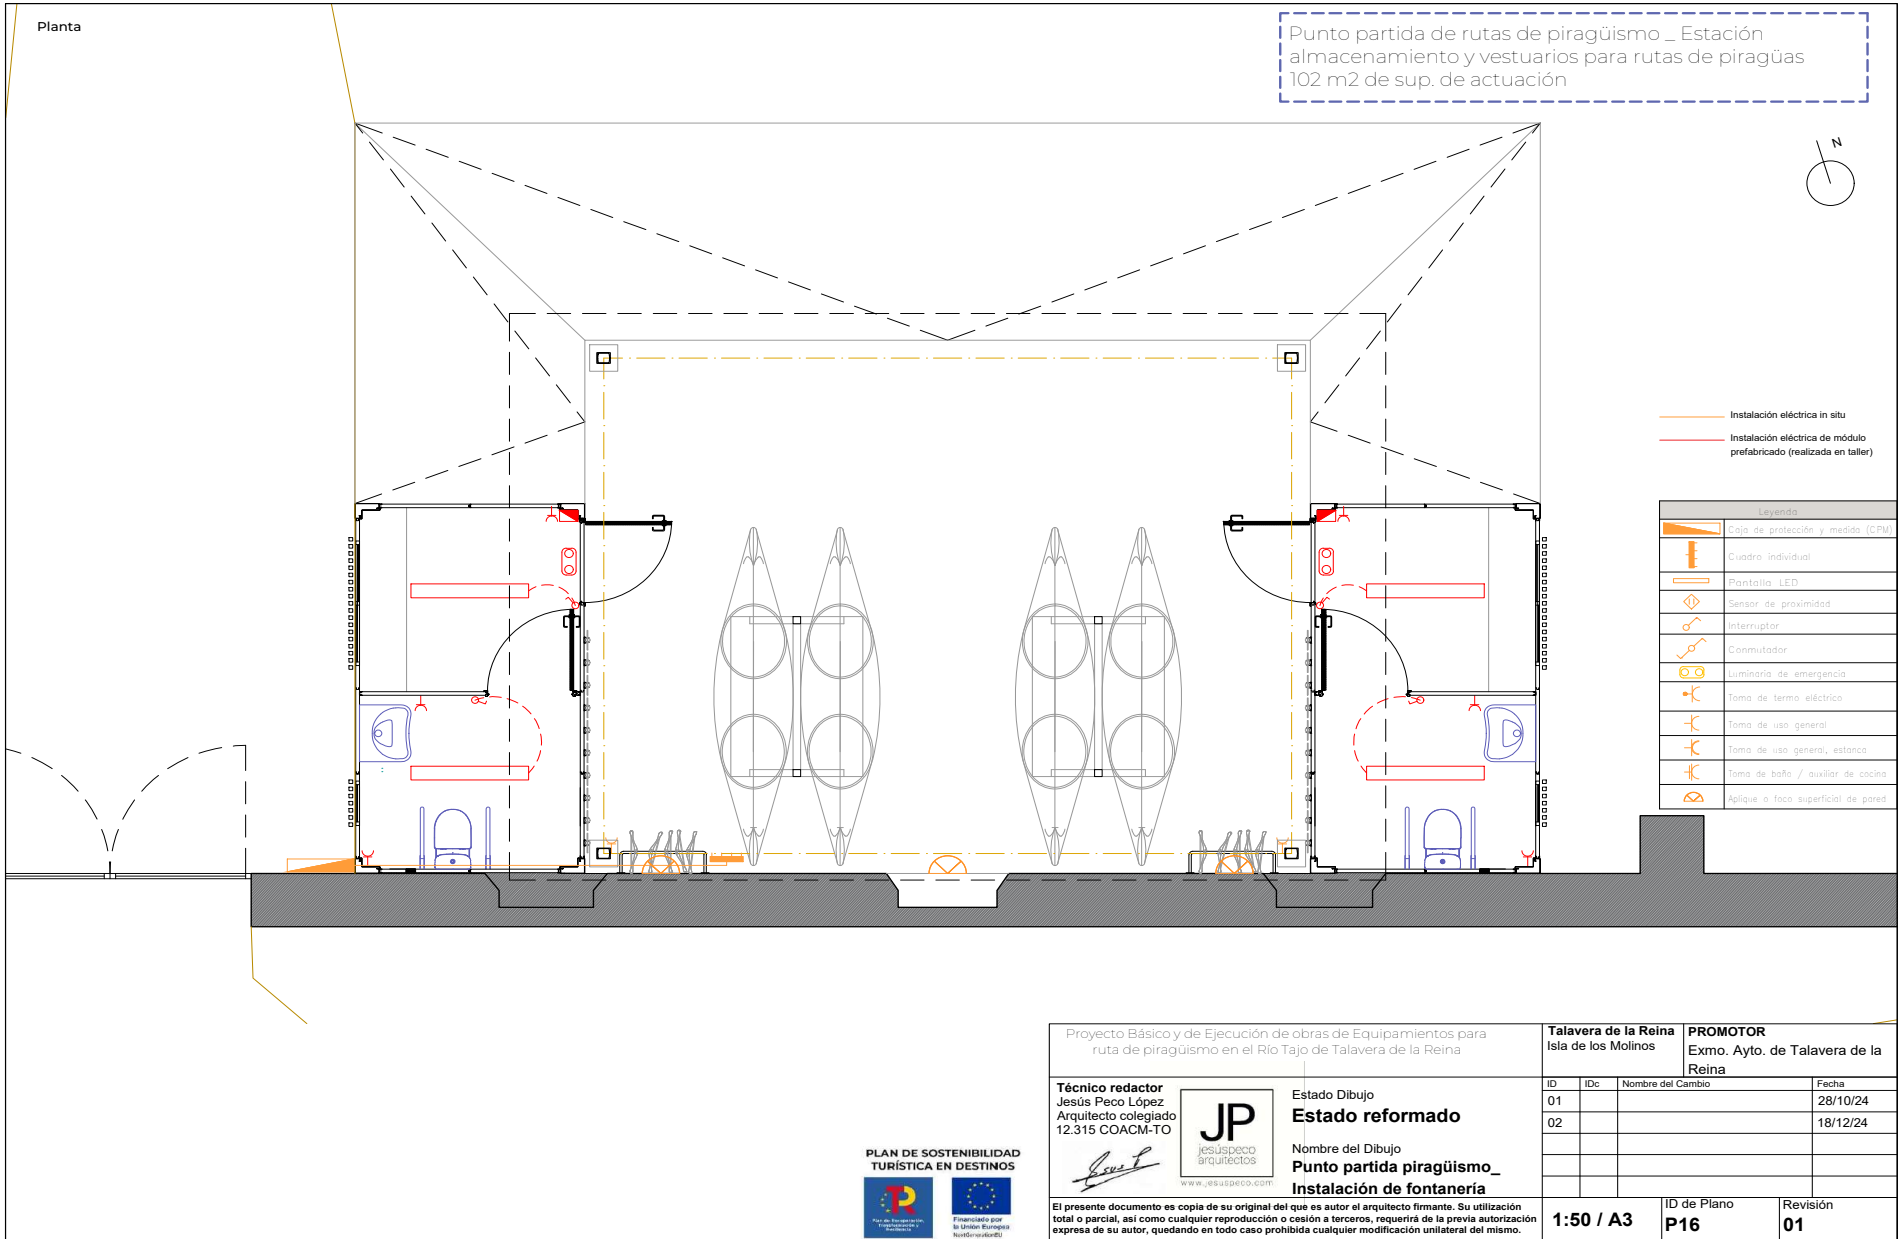 Planta
Punto partida de rutas de piragüismo _ Estación
almacenamiento y vestuarios para rutas de piragüas
102 m2 de sup. de actuación
N
Instalación eléctrica in situ
Instalación eléctrica de módulo
prefabricado (realizada en taller)
Leyenda
Caja de protección y medida (CPM)
Cuadro individual
Pantalla LED
Sensor de proximidad
Interruptor
Conmutador
Luminaria de emergencia
Toma de termo eléctrico
Toma de uso general
Toma de uso general, estanca
Toma de baño / auxiliar de cocina
Aplique o foco superficial de pared
Proyecto Básico y de Ejecución de obras de Equipamientos para
ruta de piragüismo en el Río Tajo de Talavera de la Reina
Talavera de la Reina
Isla de los Molinos
PROMOTOR
Exmo. Ayto. de Talavera de la
Reina
Técnico redactor
Jesús Peco López
Arquitecto colegiado
12.315 COACM-TO
JP
jesúspeco
arquitectos
www.jesuspeco.com
Estado Dibujo
Estado reformado
Nombre del Dibujo
Punto partida piragüismo_
Instalación de fontanería
ID IDc Nombre del Cambio Fecha
01 28/10/24
02 18/12/24
PLAN DE SOSTENIBILIDAD
TURÍSTICA EN DESTINOS
Plan de Recuperación,
Transformación y
Resiliencia
Financiado por
la Unión Europea
NextGenerationEU
El presente documento es copia de su original del que es autor el arquitecto firmante. Su utilización
total o parcial, así como cualquier reproducción o cesión a terceros, requerirá de la previa autorización
expresa de su autor, quedando en todo caso prohibida cualquier modificación unilateral del mismo.
1:50 / A3
ID de Plano
P16
Revisión
01